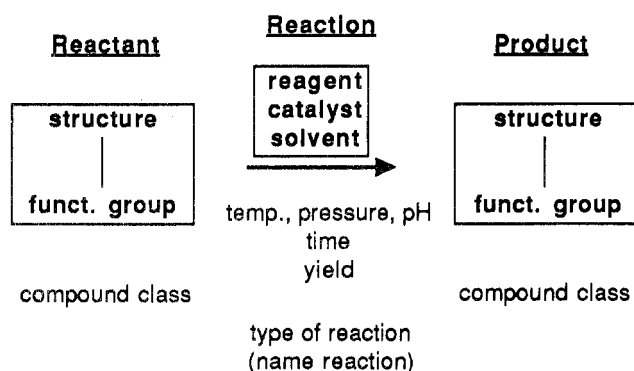 Reactant
Reaction
Product
structure
funct. group
reagent
catalyst
solvent
structure
funct. group
temp., pressure, pH
time
yield
compound class
compound class
type of reaction
(name reaction)